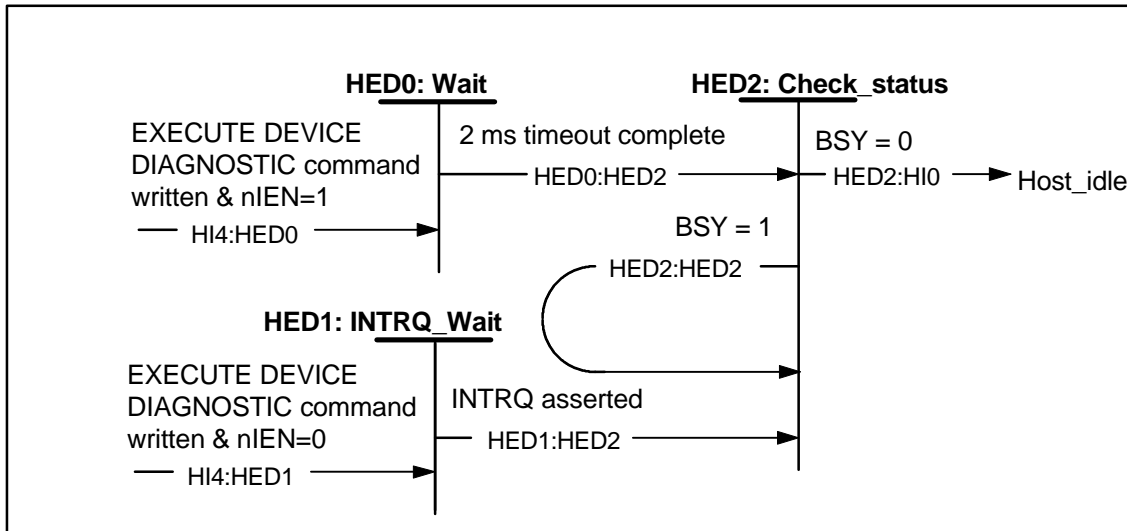 HED0: Wait
HED2: Check_status
EXECUTE DEVICE
DIAGNOSTIC command
written & nIEN=1
HI4:HED0
2 ms timeout complete
HED0:HED2
BSY = 0
HED2:HI0
Host_idle
BSY = 1
HED2:HED2
HED1: INTRQ_Wait
EXECUTE DEVICE
DIAGNOSTIC command
written & nIEN=0
HI4:HED1
INTRQ asserted
HED1:HED2